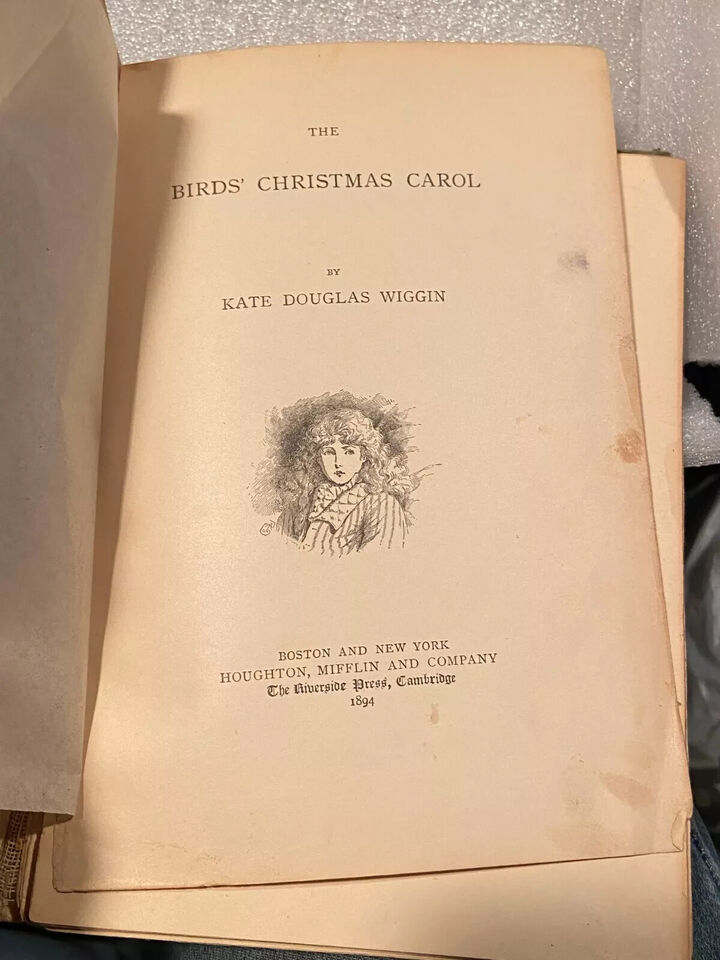 THE
BIRDS' CHRISTMAS CAROL
BY
KATE DOUGLAS WIGGIN
BOSTON AND NEW YORK
HOUGHTON, MIFFLIN AND COMPANY
The Riverside Press, Cambridge
1894